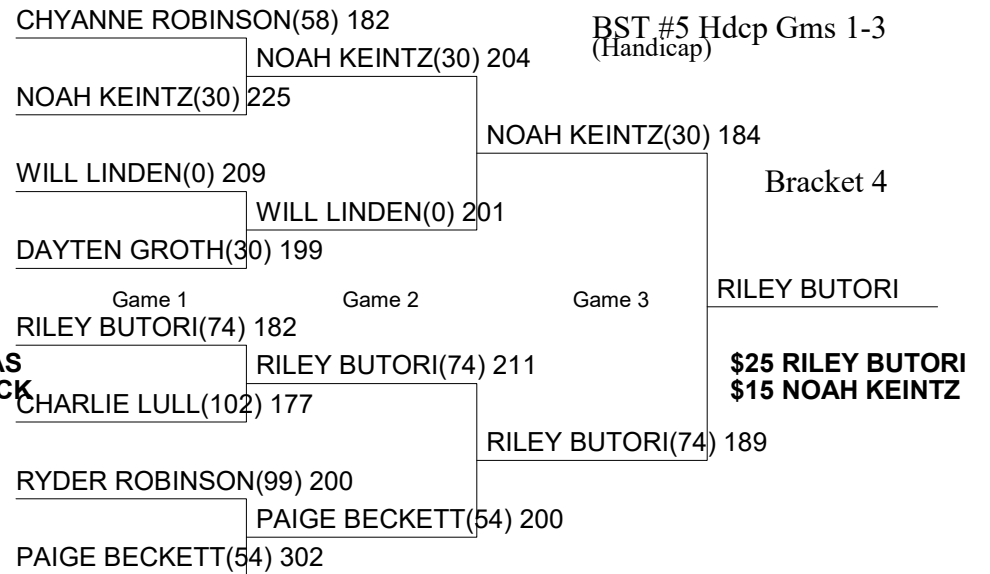 CHYANNE ROBINSON(58) 182
BST #5 Hdcp Gms 1-3
(Handicap)
NOAH KEINTZ(30) 204
NOAH KEINTZ(30) 225
NOAH KEINTZ(30) 184
WILL LINDEN(0) 209
Bracket 4
WILL LINDEN(0) 201
DAYTEN GROTH(30) 199
Game 1 Game 2 Game 3
RILEY BUTORI
RILEY BUTORI(74) 182
AS
RILEY BUTORI(74) 211
$25 RILEY BUTORI
CK
$15 NOAH KEINTZ
CHARLIE LULL(102) 177
RILEY BUTORI(74) 189
RYDER ROBINSON(99) 200
PAIGE BECKETT(54) 200
PAIGE BECKETT(54) 302